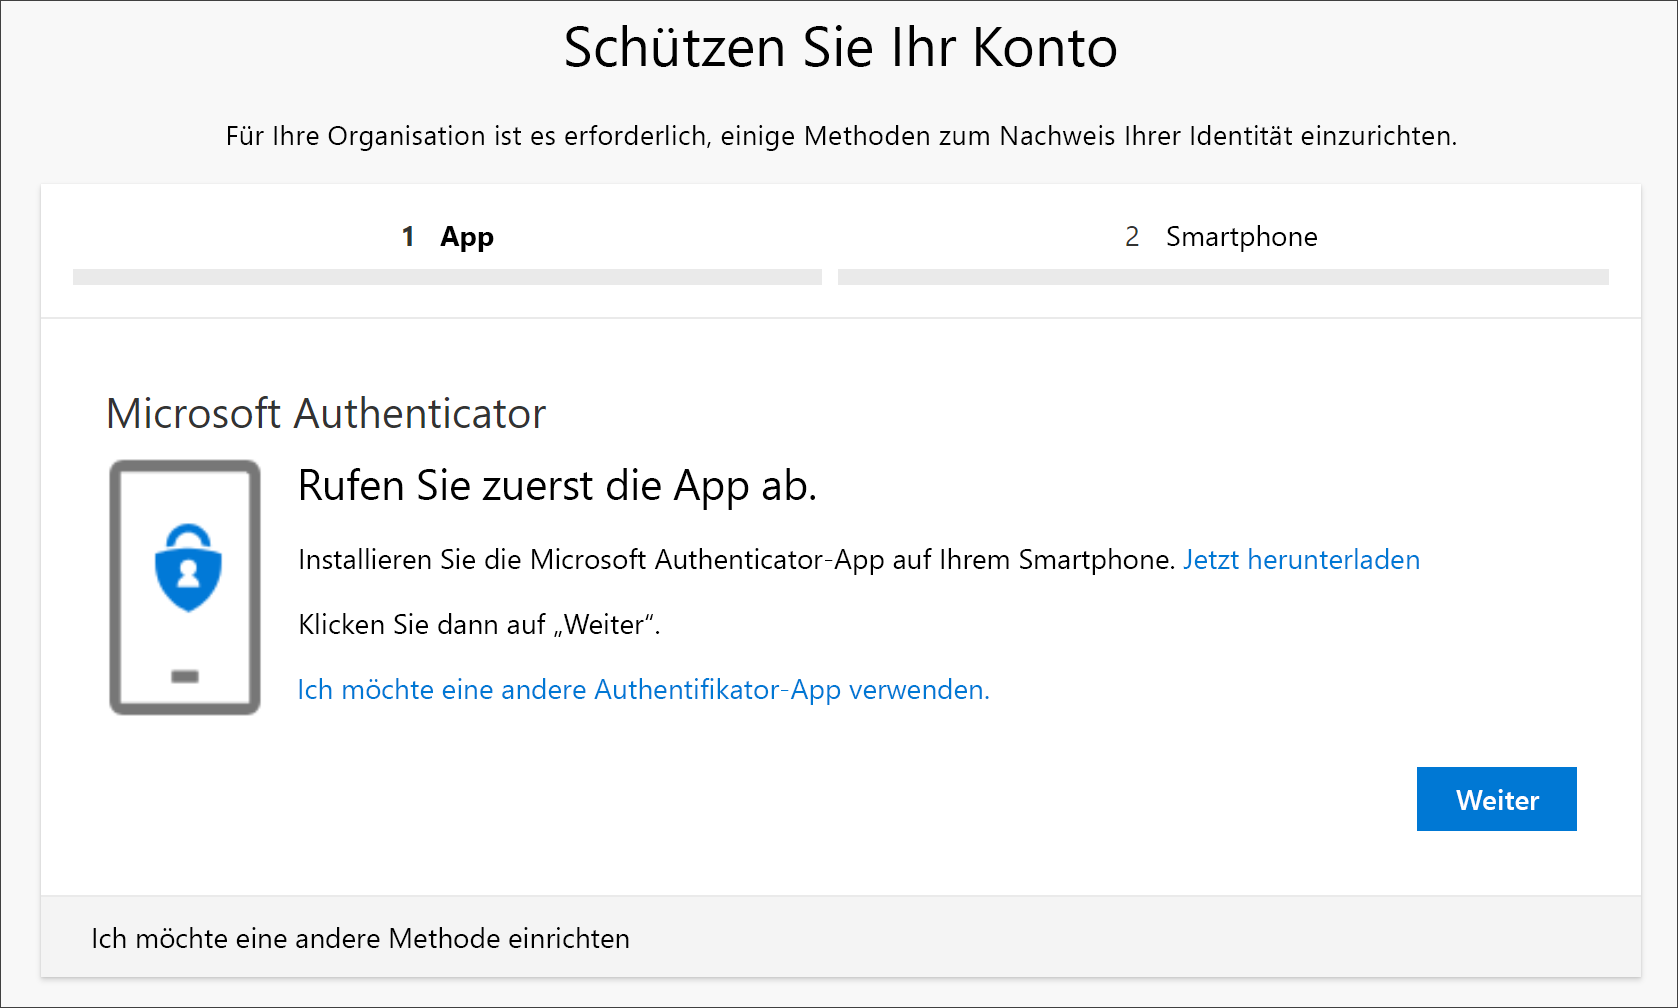 Schützen Sie Ihr Konto
Für Ihre Organisation ist es erforderlich, einige Methoden zum Nachweis Ihrer Identität einzurichten.
1 App
2 Smartphone
Microsoft Authenticator
Rufen Sie zuerst die App ab.
Installieren Sie die Microsoft Authenticator-App auf Ihrem Smartphone. Jetzt herunterladen
Klicken Sie dann auf „Weiter“.
Ich möchte eine andere Authentifikator-App verwenden.
Weiter
Ich möchte eine andere Methode einrichten